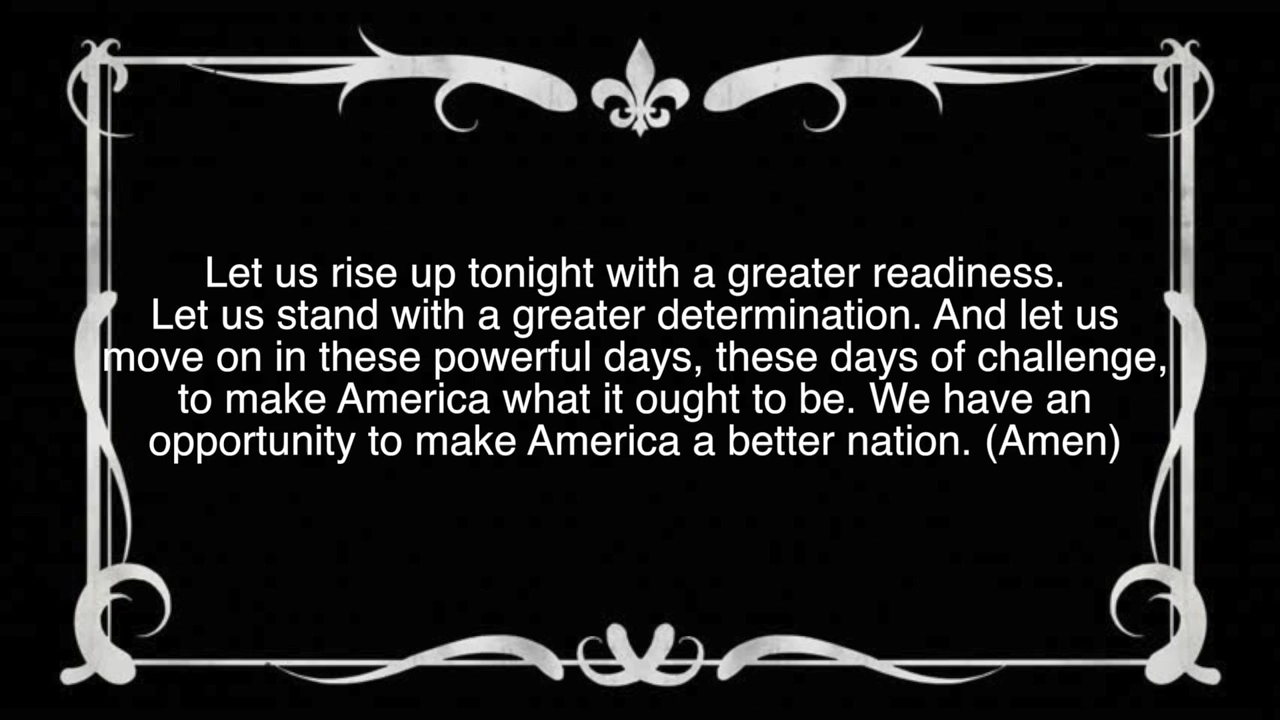 Let us rise up tonight with a greater readiness.
Let us stand with a greater determination. And let us
move on in these powerful days, these days of challenge,
to make America what it ought to be. We have an
opportunity to make America a better nation. (Amen)